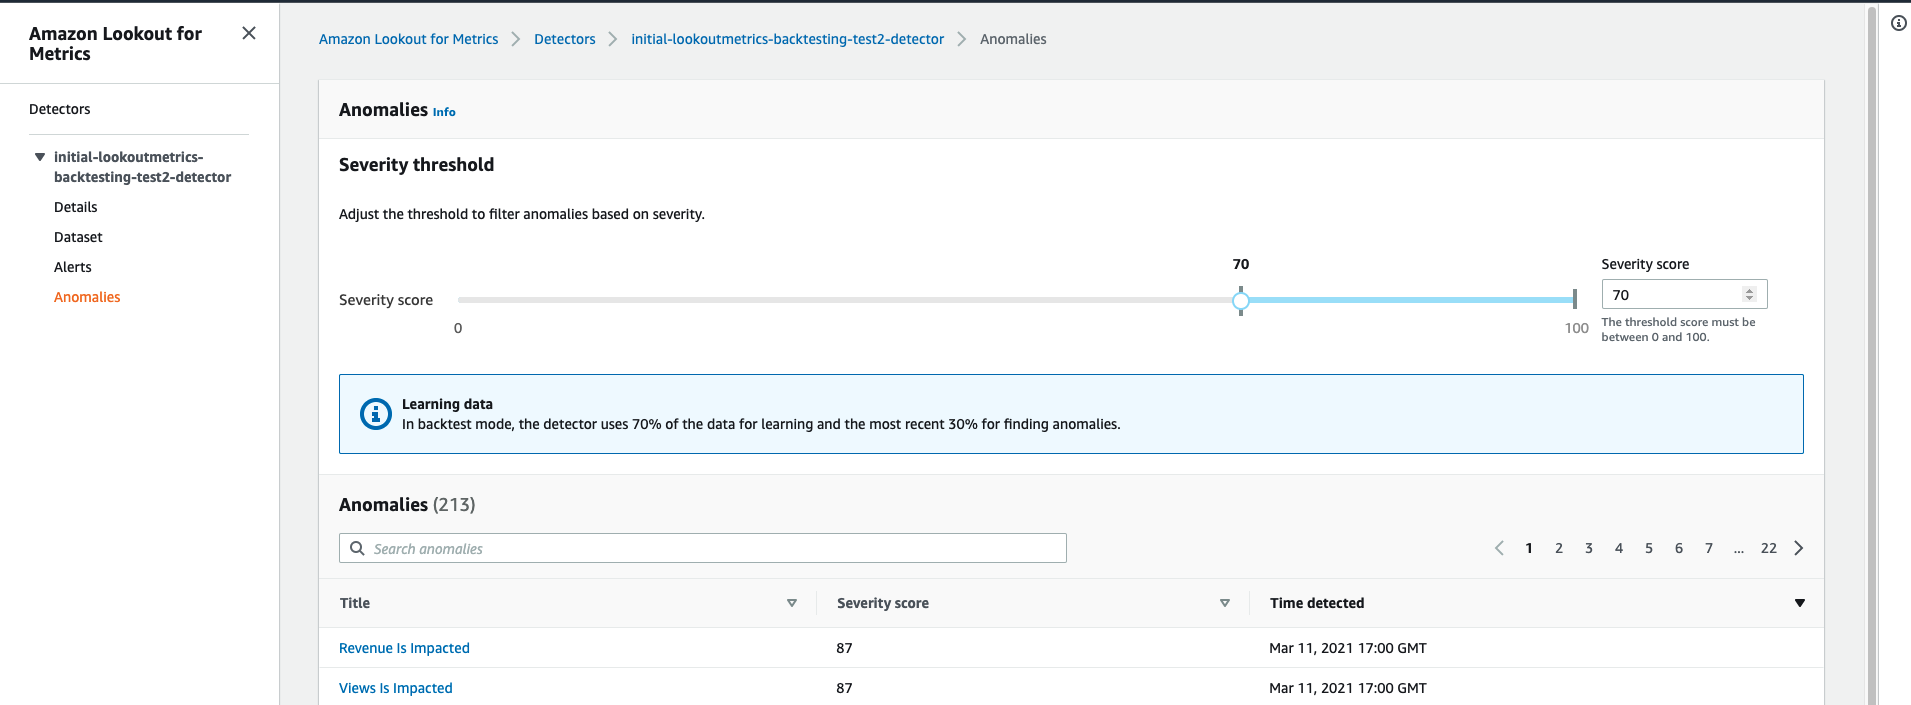 Amazon Lookout for
Metrics
Detectors
initial-lookoutmetrics-
backtesting-test2-detector
Details
Dataset
Alerts
Anomalies
Amazon Lookout for Metrics > Detectors > initial-lookoutmetrics-backtesting-test2-detector > Anomalies
Anomalies Info
Severity threshold
Adjust the threshold to filter anomalies based on severity.
70
Severity score
0
100
Severity score
70
The threshold score must be
between 0 and 100.
Learning data
In backtest mode, the detector uses 70% of the data for learning and the most recent 30% for finding anomalies.
Anomalies (213)
Search anomalies
< 1 2 3 4 5 6 7 ... 22 >
Title Severity score Time detected
Revenue Is Impacted 87 Mar 11, 2021 17:00 GMT
Views Is Impacted 87 Mar 11, 2021 17:00 GMT